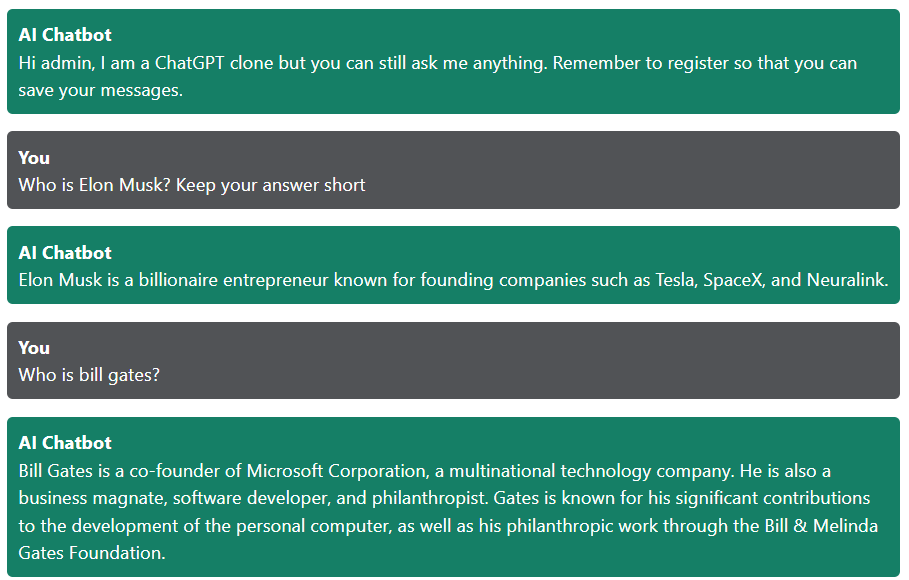 AI Chatbot
Hi admin, I am a ChatGPT clone but you can still ask me anything. Remember to register so that you can
save your messages.
You
Who is Elon Musk? Keep your answer short
AI Chatbot
Elon Musk is a billionaire entrepreneur known for founding companies such as Tesla, SpaceX, and Neuralink.
You
Who is bill gates?
AI Chatbot
Bill Gates is a co-founder of Microsoft Corporation, a multinational technology company. He is also a
business magnate, software developer, and philanthropist. Gates is known for his significant contributions
to the development of the personal computer, as well as his philanthropic work through the Bill & Melinda
Gates Foundation.